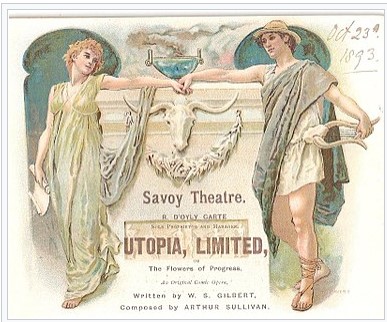 Oct 23d
1893.
Savoy Theatre.
R. D'OYLY CARTE
SOLE PROPRIETOR AND MANAGER.
UTOPIA, LIMITED,
OR
The Flowers of Progress,
An Original Comic Opera,
Written by W. S. GILBERT,
Composed by ARTHUR SULLIVAN.